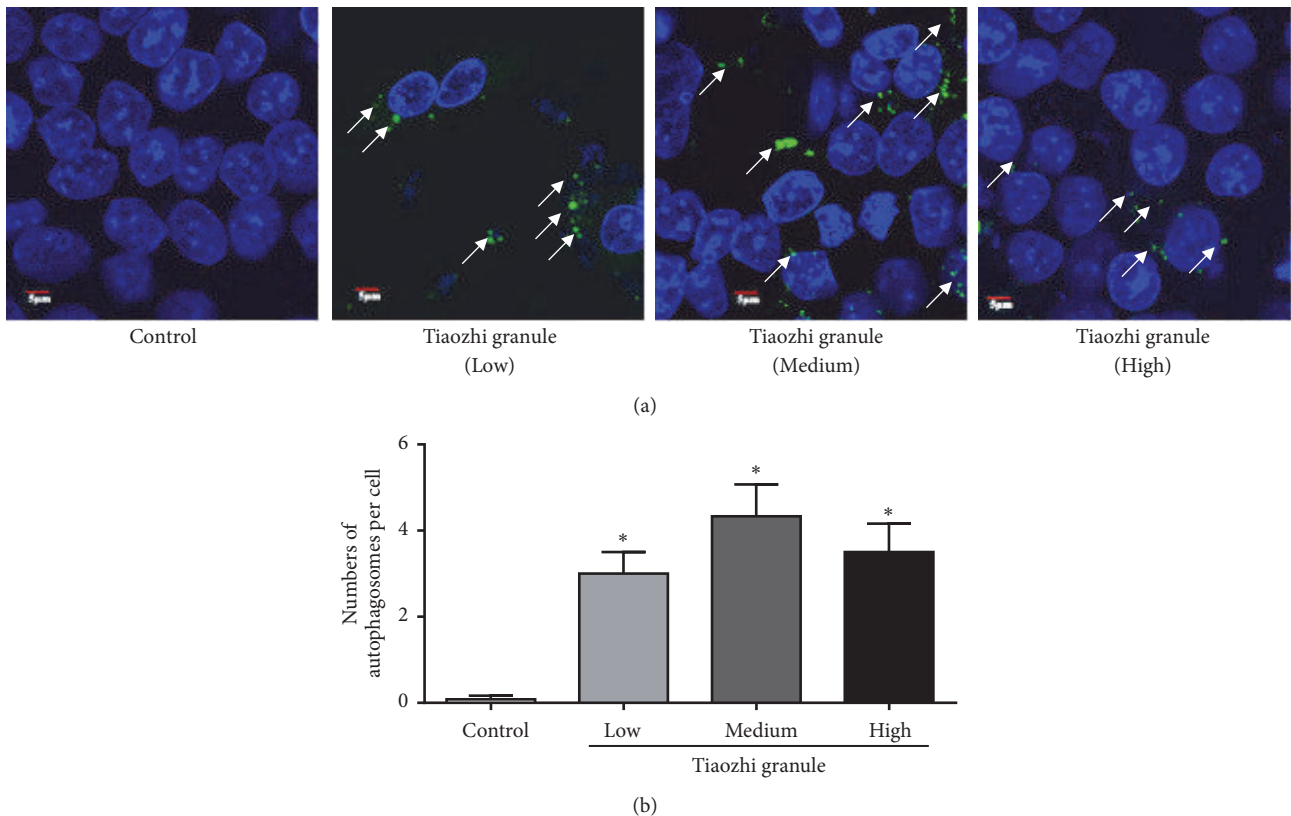 5μm
5μm
5μm
5μm
Control
Tiaozhi granule
(Low)
Tiaozhi granule
(Medium)
Tiaozhi granule
(High)
(a)
Numbers of
autophagosomes per cell
6
4
2
0
*
*
*
Control
Low
Medium
High
Tiaozhi granule
(b)